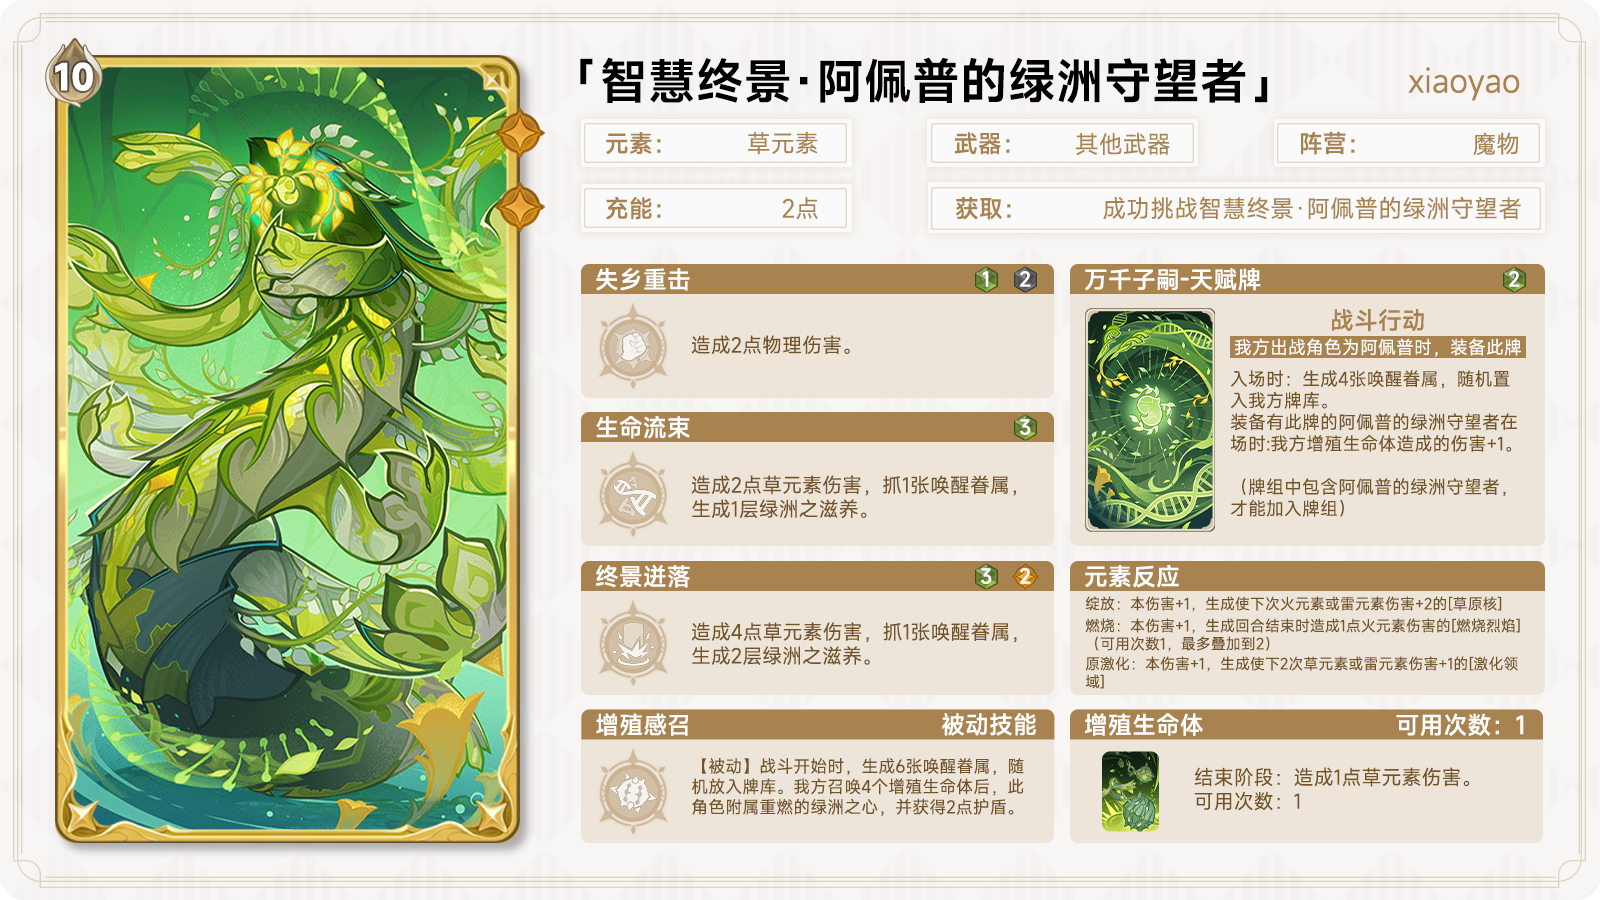 10
「智慧终景·阿佩普的绿洲守望者」
xiaoyao
元素：
草元素
武器：
其他武器
阵营：
魔物
充能：
2点
获取：
成功挑战智慧终景·阿佩普的绿洲守望者
失乡重击
1
2
造成2点物理伤害。
生命流束
3
造成2点草元素伤害，抓1张唤醒眷属，
生成1层绿洲之滋养。
终景迸落
3
2
造成4点草元素伤害，抓1张唤醒眷属，
生成2层绿洲之滋养。
增殖感召
被动技能
【被动】战斗开始时，生成6张唤醒眷属，随
机放入牌库。我方召唤4个增殖生命体后，此
角色附属重燃的绿洲之心，并获得2点护盾。
万千子嗣-天赋牌
2
战斗行动
我方出战角色为阿佩普时，装备此牌
入场时：生成4张唤醒眷属，随机置
入我方牌库。
装备有此牌的阿佩普的绿洲守望者在
场时:我方增殖生命体造成的伤害+1。
（牌组中包含阿佩普的绿洲守望者，
才能加入牌组）
元素反应
绽放：本伤害+1，生成使下次火元素或雷元素伤害+2的[草原核]
燃烧：本伤害+1，生成回合结束时造成1点火元素伤害的[燃烧烈焰]
（可用次数1，最多叠加到2）
原激化：本伤害+1，生成使下2次草元素或雷元素伤害+1的[激化领
域]
增殖生命体
可用次数：1
结束阶段：造成1点草元素伤害。
可用次数：1